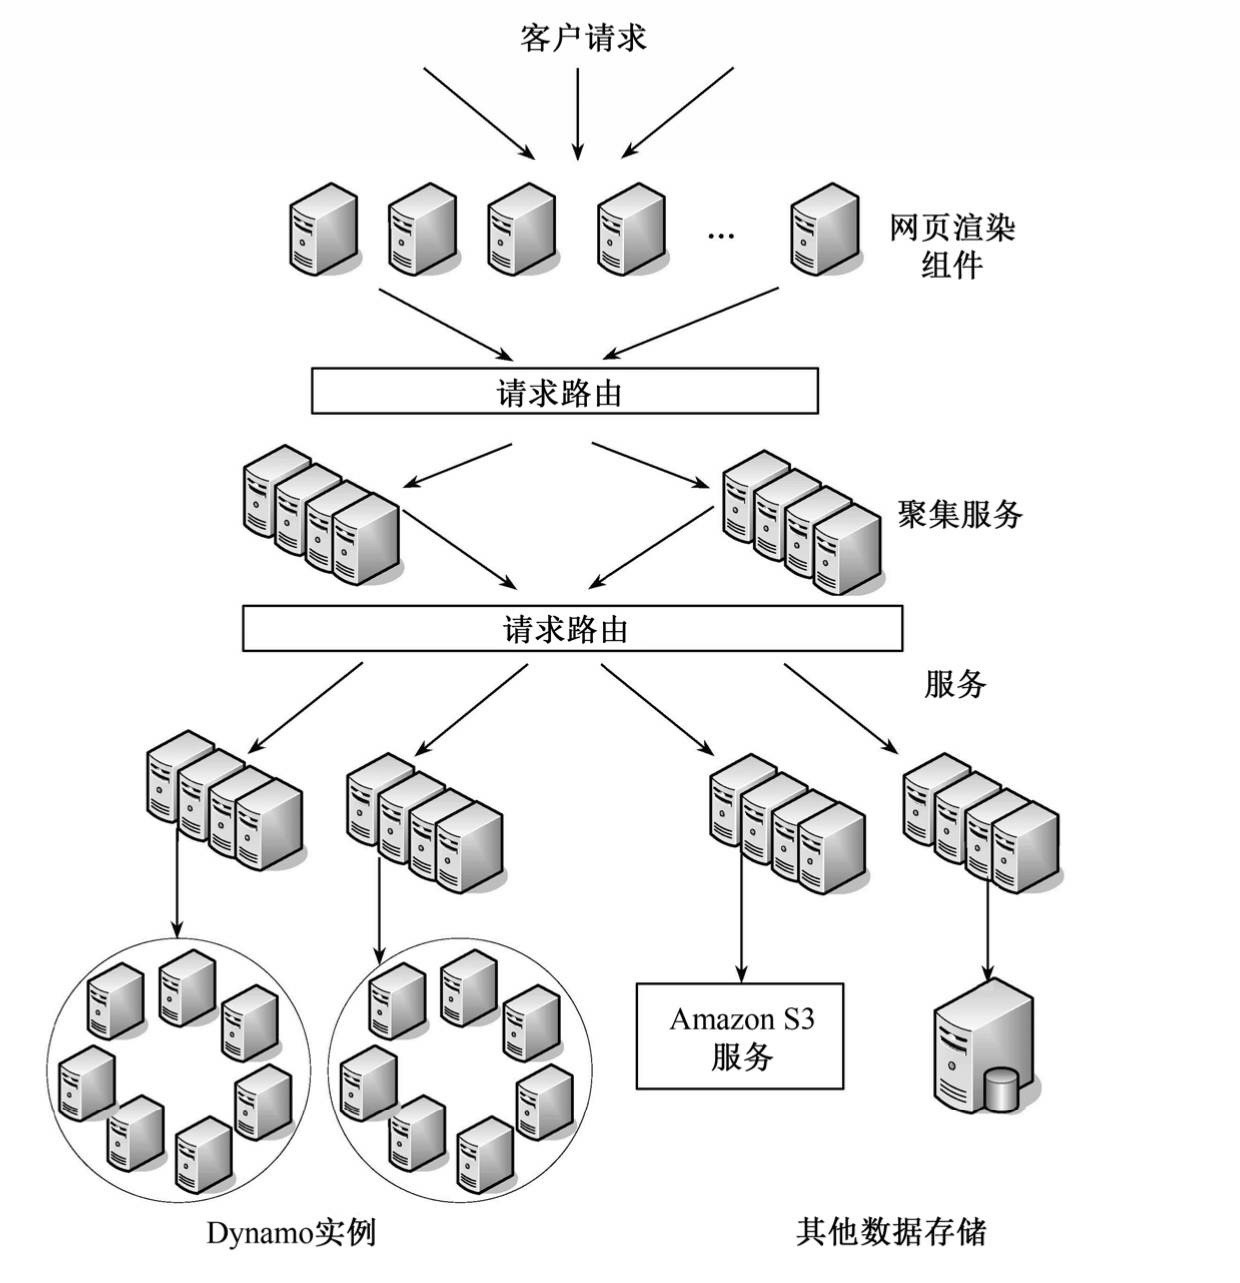 客户请求
…
网页渲染
组件
请求路由
聚集服务
请求路由
服务
Amazon S3
服务
Dynamo实例
其他数据存储